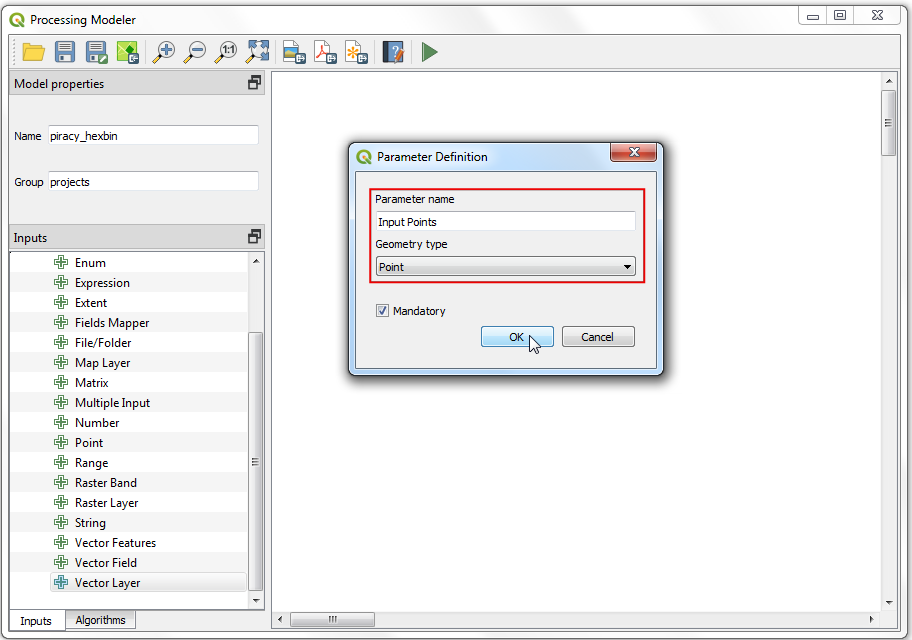 Processing Modeler
1:1
Model properties
Name piracy_hexbin
Group projects
Inputs
Enum
Expression
Extent
Fields Mapper
File/Folder
Map Layer
Matrix
Multiple Input
Number
Point
Range
Raster Band
Raster Layer
String
Vector Features
Vector Field
Vector Layer
Inputs Algorithms
Parameter Definition
Parameter name
Input Points
Geometry type
Point
Mandatory
OK Cancel